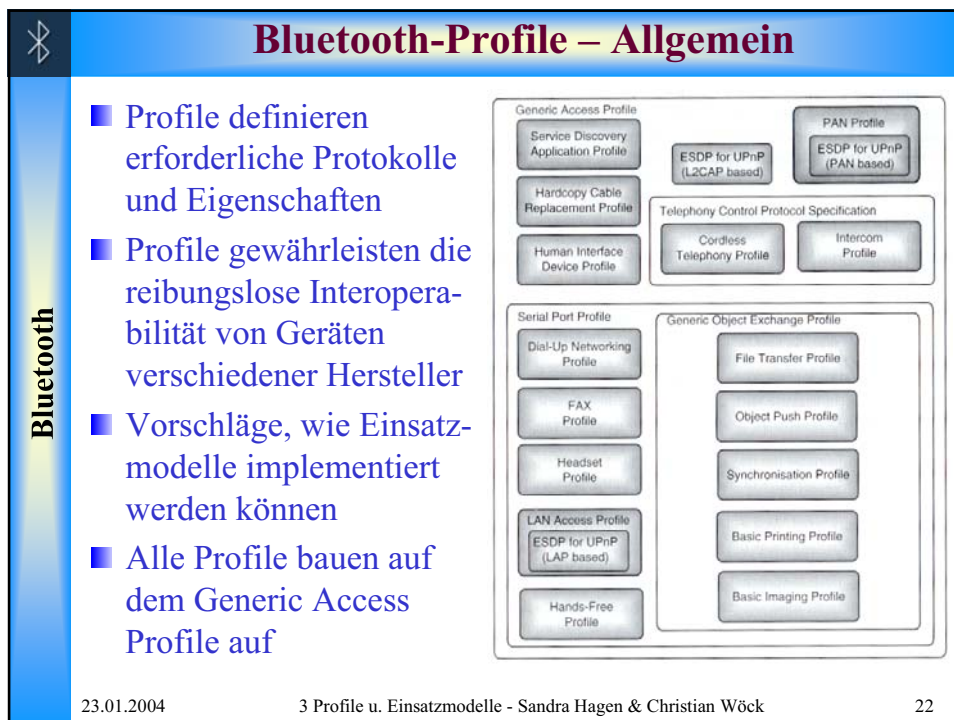 Bluetooth-Profile – Allgemein
Bluetooth
Profile definieren
erforderliche Protokolle
und Eigenschaften
Profile gewährleisten die
reibungslose Interopera-
bilität von Geräten
verschiedener Hersteller
Vorschläge, wie Einsatz-
modelle implementiert
werden können
Alle Profile bauen auf
dem Generic Access
Profile auf
Generic Access Profile
Service Discovery
Application Profile
Hardcopy Cable
Replacement Profile
Human Interface
Device Profile
ESDP for UPnP
(L2CAP based)
PAN Profile
ESDP for UPnP
(PAN based)
Telephony Control Protocol Specification
Cordless
Telephony Profile
Intercom
Profile
Serial Port Profile
Dial-Up Networking
Profile
FAX
Profile
Headset
Profile
LAN Access Profile
ESDP for UPnP
(LAP based)
Hands-Free
Profile
Generic Object Exchange Profile
File Transfer Profile
Object Push Profile
Synchronisation Profile
Basic Printing Profile
Basic Imaging Profile
23.01.2004
3 Profile u. Einsatzmodelle - Sandra Hagen & Christian Wöck
22